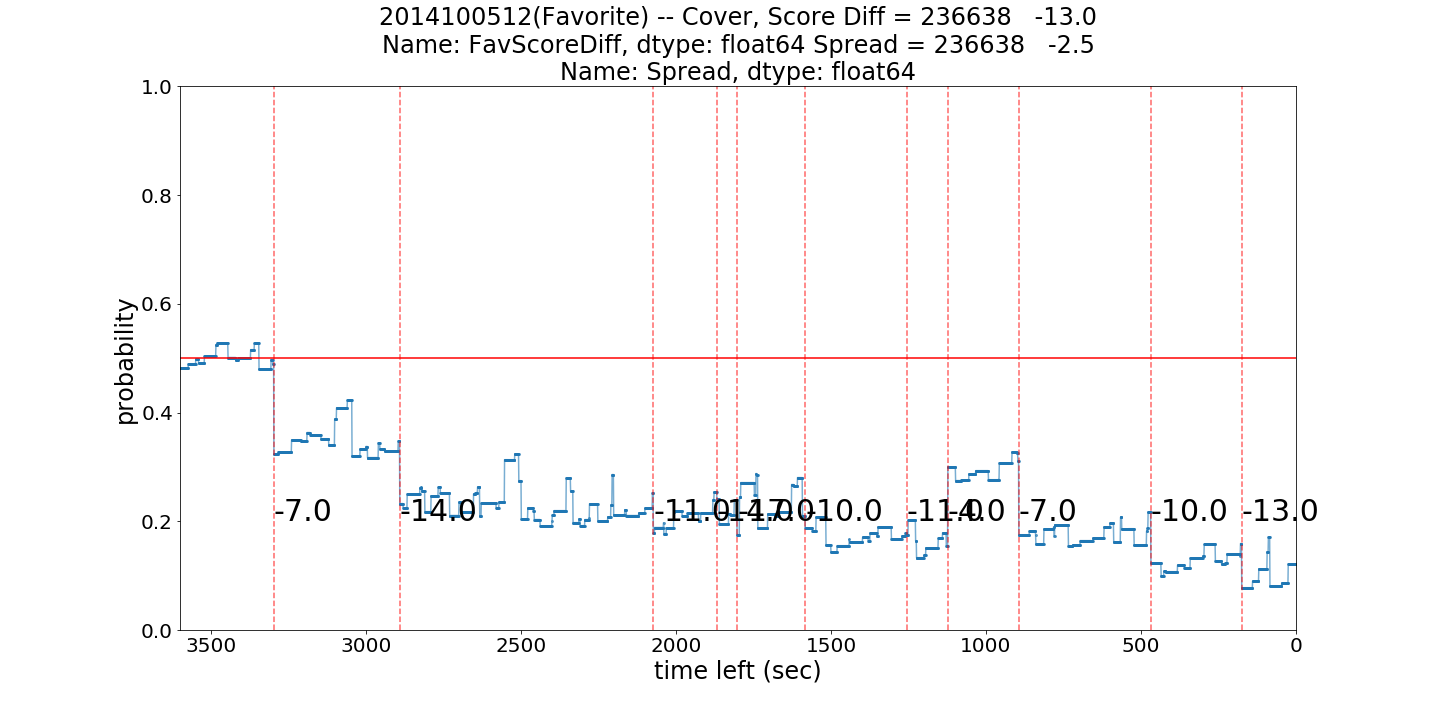 2014100512(Favorite) -- Cover, Score Diff = 236638 -13.0
Name: FavScoreDiff, dtype: float64 Spread = 236638 -2.5
Name: Spread, dtype: float64
1.0
0.8
0.6
0.4
0.2
0.0
probability
-7.0
-14.0
-11.0
-10.0
-4.0
-7.0
-10.0
-13.0
3500 3000 2500 2000 1500 1000 500 0
time left (sec)